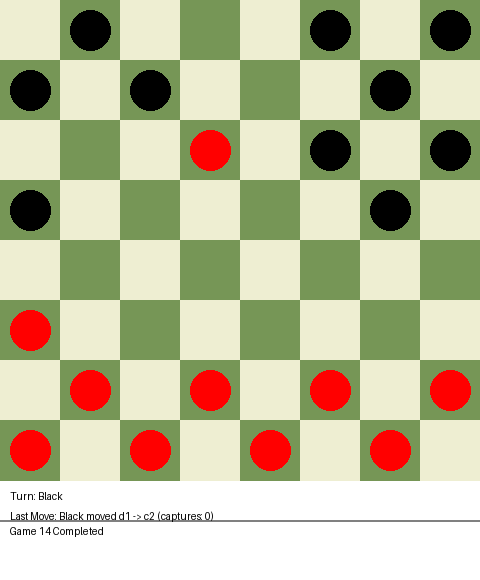 Turn: Black
Last Move: Black moved d1 -> c2 (captures: 0)
Game 14 Completed